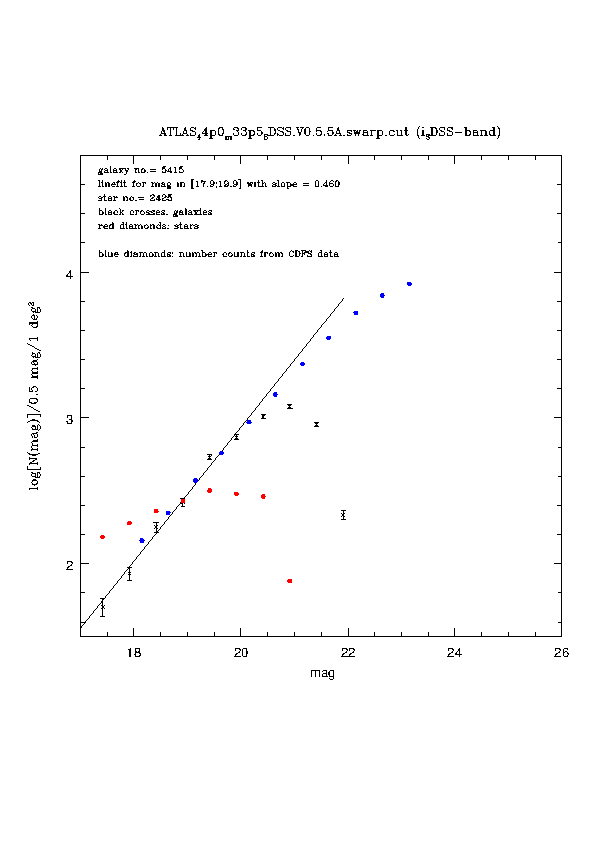 ATLAS₄4p0ₘ33p5ₛDSS.V0.5.5A.swarp.cut (iₛDSS−band)
galaxy no.= 5415
linefit for mag in [17.9;19.9] with slope = 0.460
star no.= 2425
black crosses: galaxies
red diamonds: stars
blue diamonds: number counts from CDFS data
log[N(mag)]/0.5 mag/1 deg²
4
3
2
18 20 22 24 26
mag